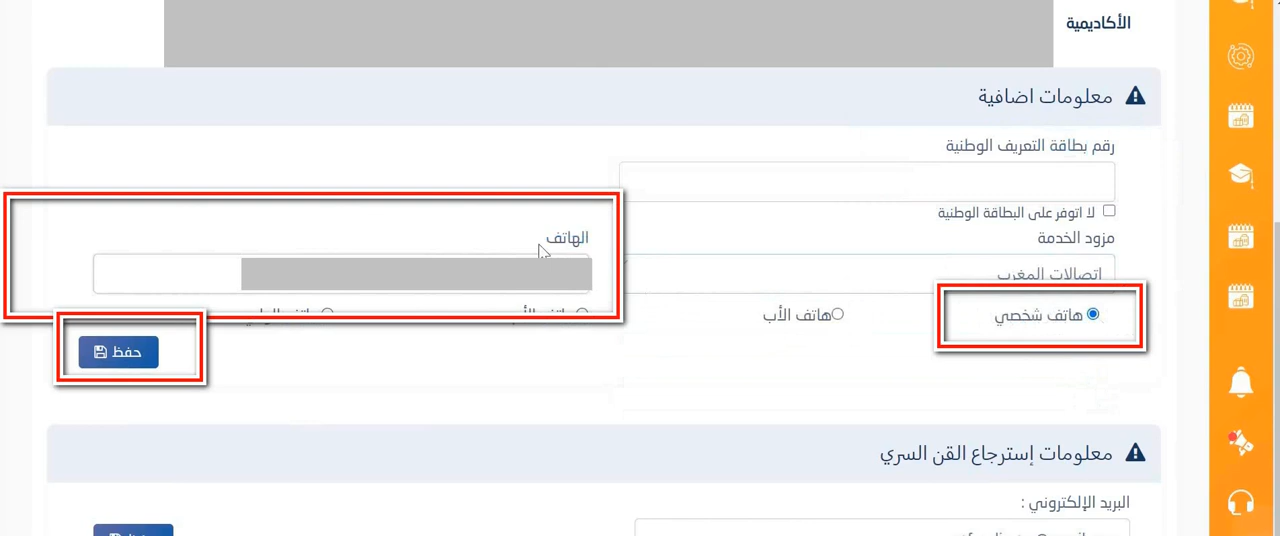 الأكاديمية
معلومات اضافية
رقم بطاقة التعريف الوطنية
لا اتوفر على البطاقة الوطنية
مزود الخدمة
الهاتف
اتصالات المغرب
هاتف شخصي
هاتف الأب
حفظ
معلومات إسترجاع القن السري
البريد الإلكتروني :